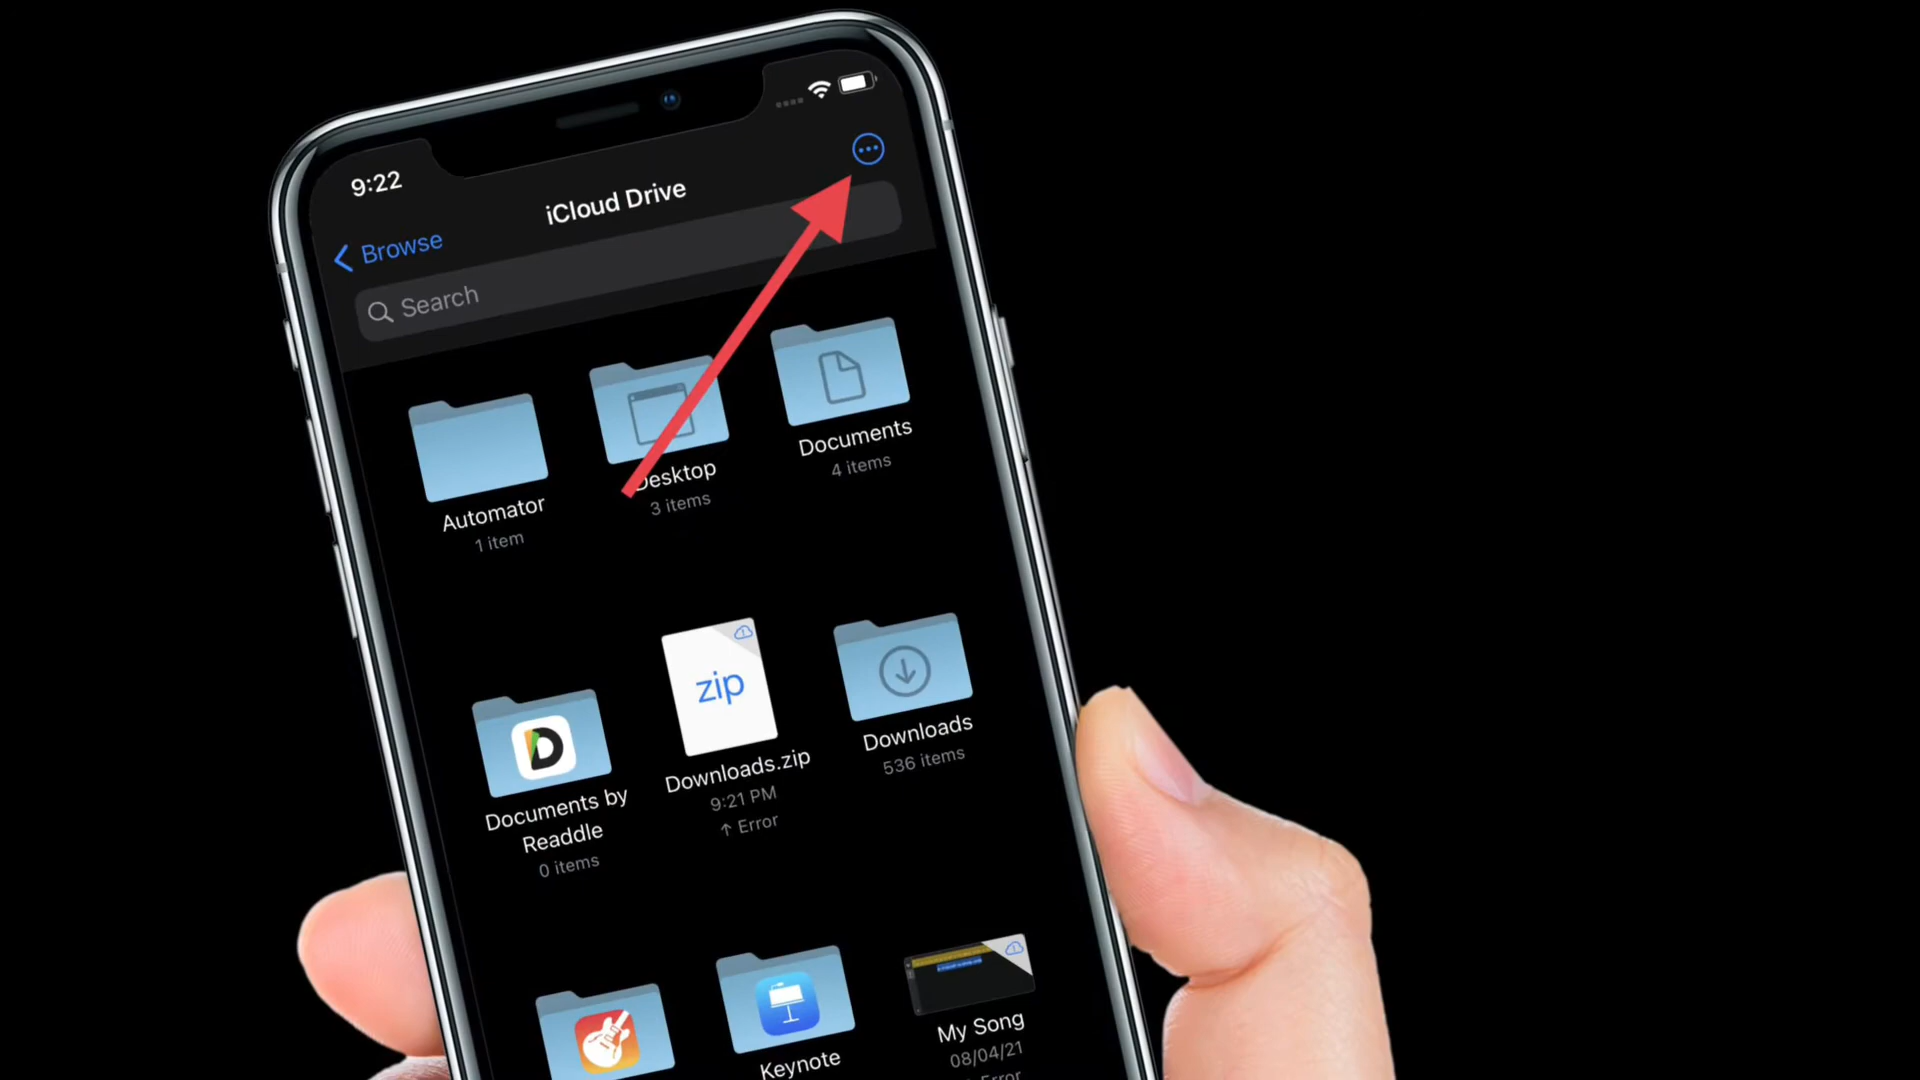 9:22
iCloud Drive
Browse
Search
Automator
1 item
Desktop
3 items
Documents
4 items
Documents by
Readdle
0 items
zip
Downloads.zip
9:21 PM
↑ Error
Downloads
536 items
Keynote
My Song
08/04/21
Error